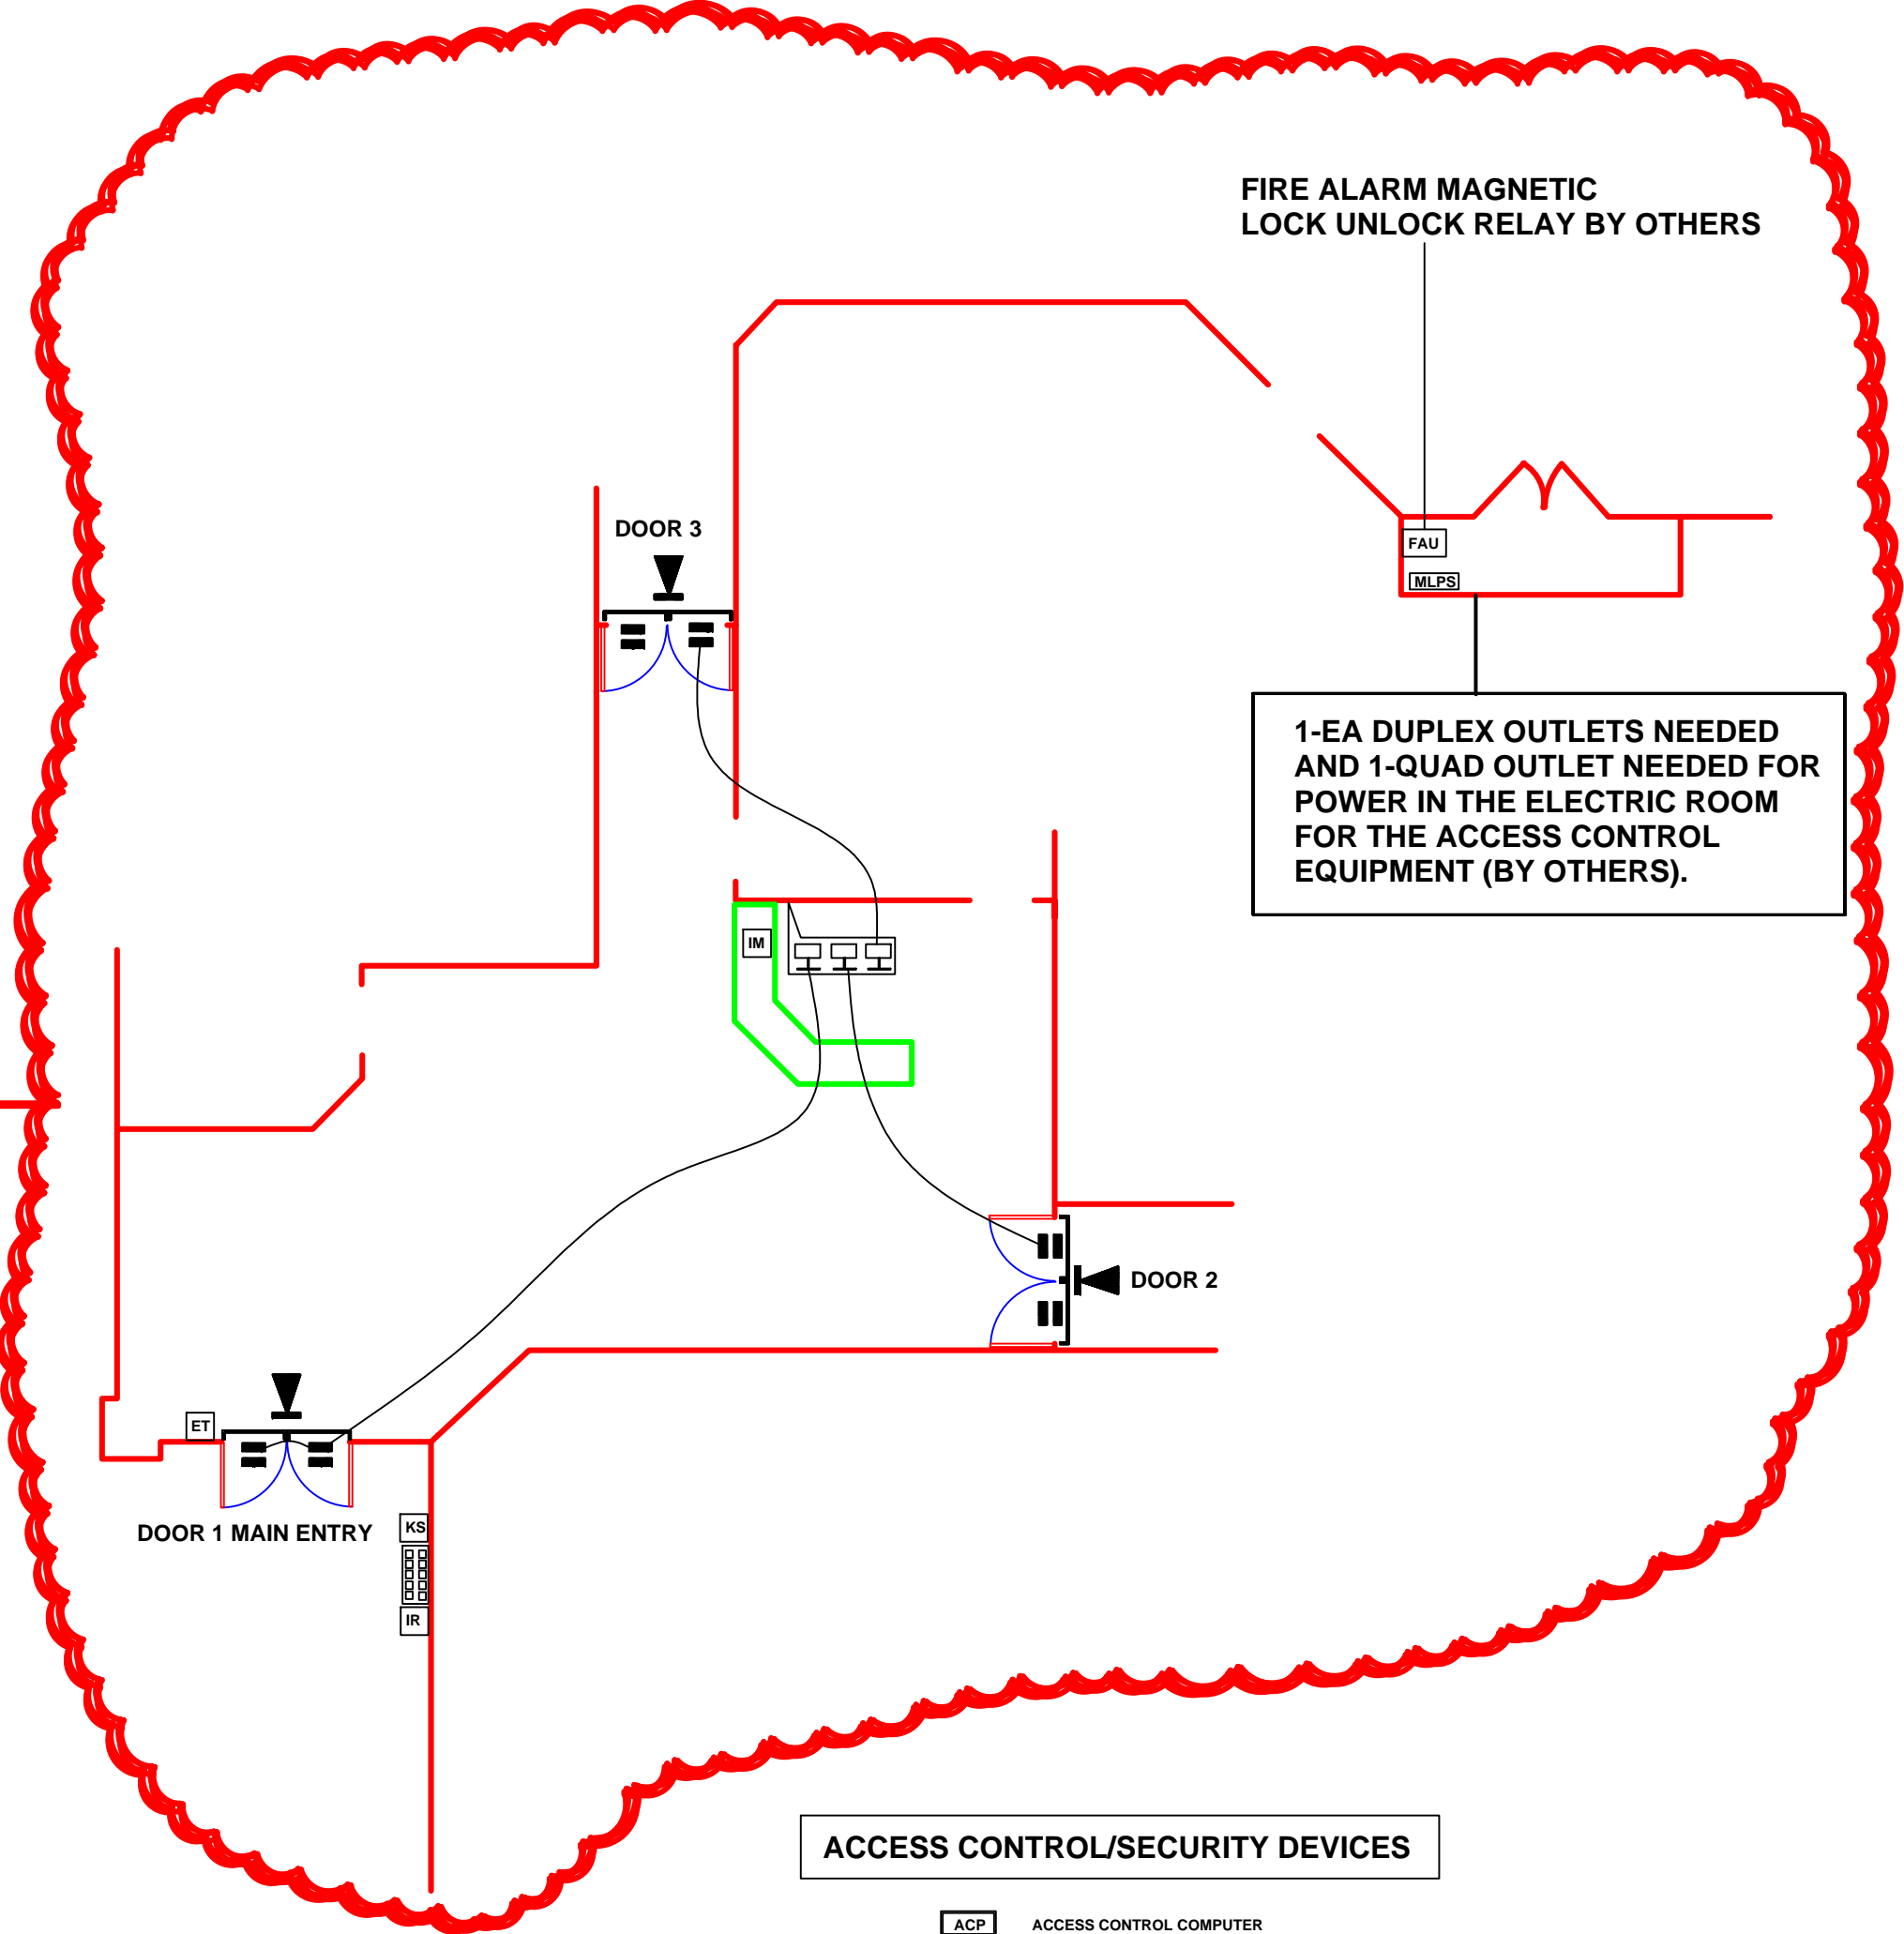 FIRE ALARM MAGNETIC
LOCK UNLOCK RELAY BY OTHERS
DOOR 3
FAU
MLPS
1-EA DUPLEX OUTLETS NEEDED
AND 1-QUAD OUTLET NEEDED FOR
POWER IN THE ELECTRIC ROOM
FOR THE ACCESS CONTROL
EQUIPMENT (BY OTHERS).
IM
DOOR 2
ET
DOOR 1 MAIN ENTRY
KS
IR
ACCESS CONTROL/SECURITY DEVICES
ACP ACCESS CONTROL COMPUTER